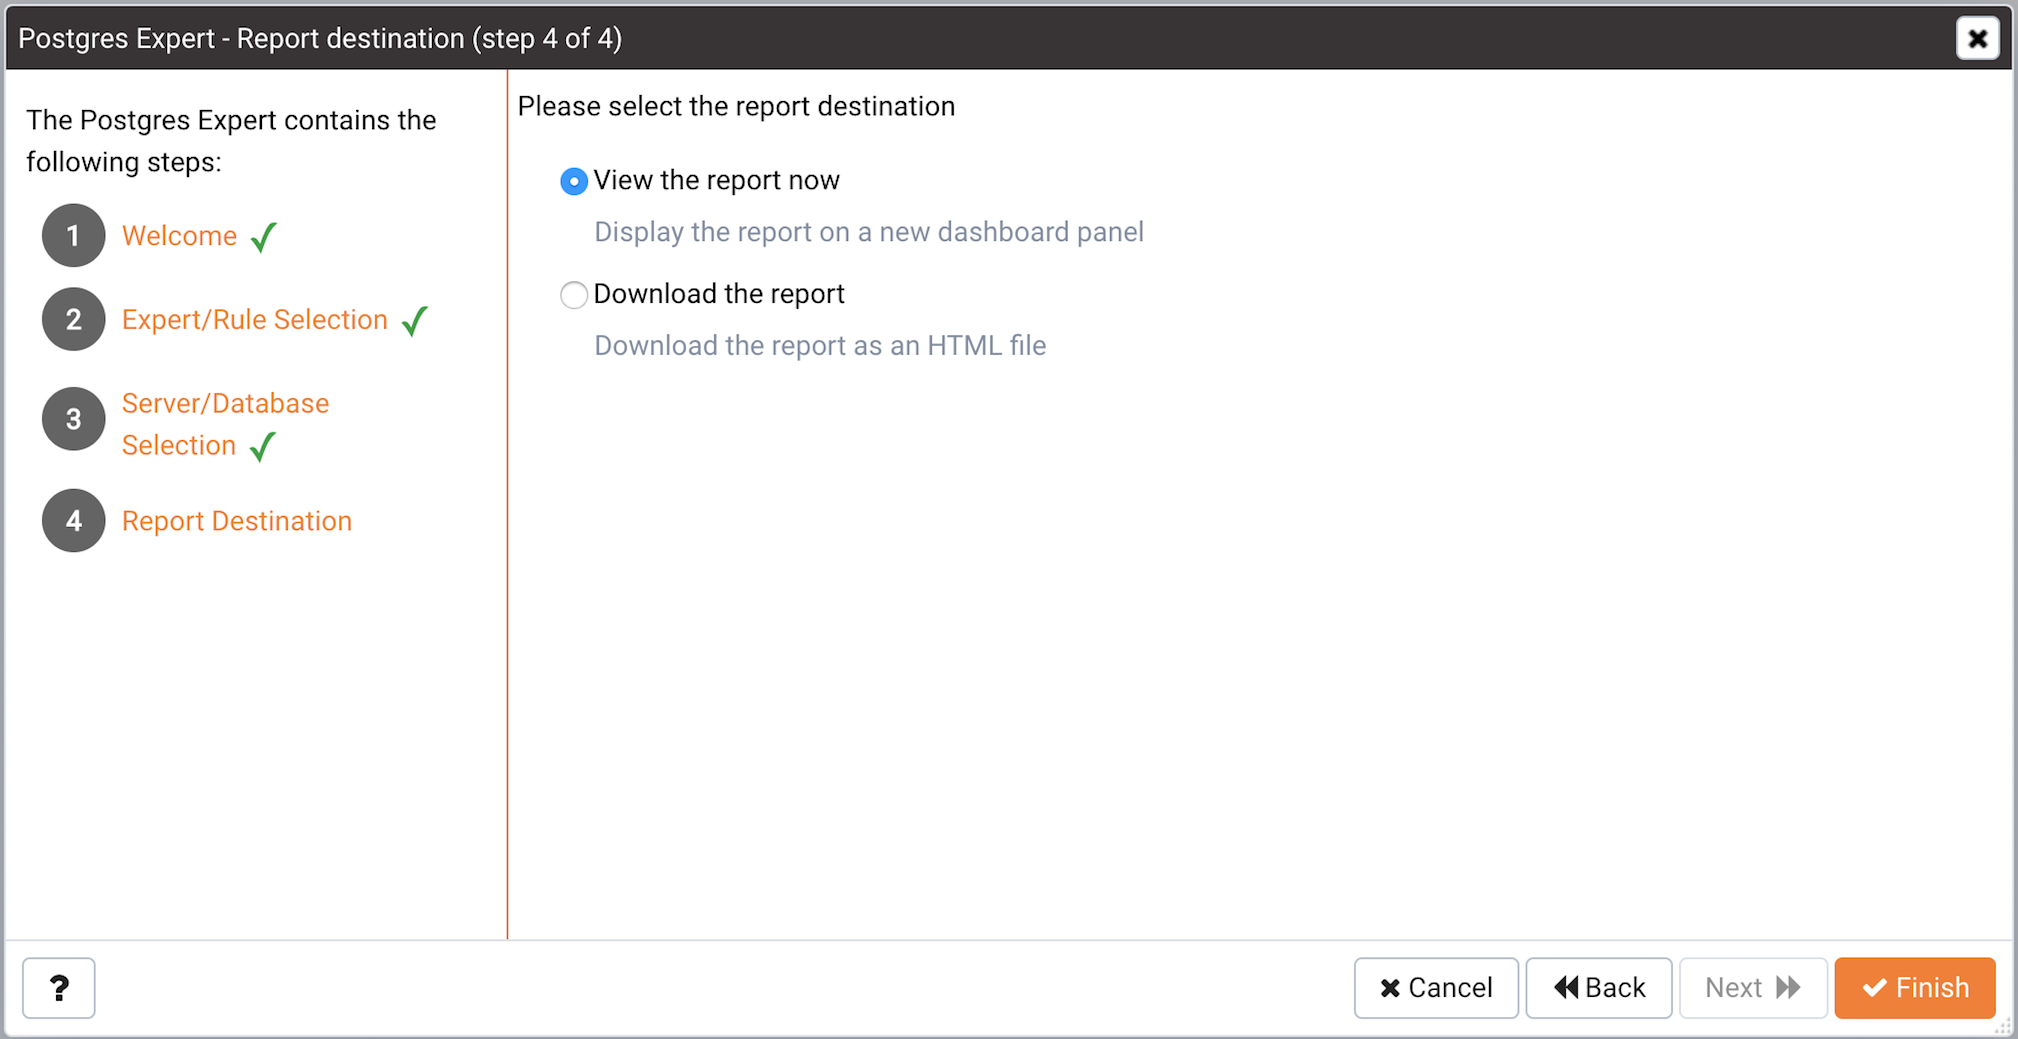 Postgres Expert - Report destination (step 4 of 4)
The Postgres Expert contains the
following steps:
1 Welcome
2 Expert/Rule Selection
3 Server/Database
Selection
4 Report Destination
Please select the report destination
View the report now
Display the report on a new dashboard panel
Download the report
Download the report as an HTML file
? Cancel Back Next Finish